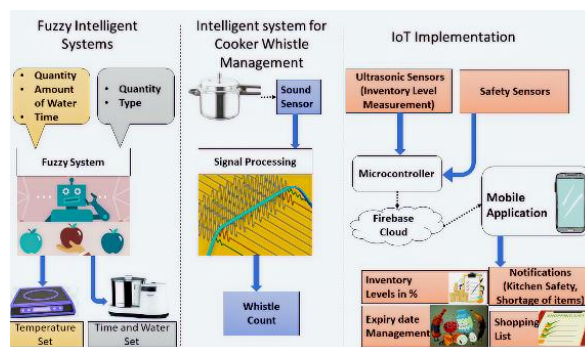 Fuzzy Intelligent
Systems
• Quantity
• Amount
of Water
• Time
• Quantity
• Type
Fuzzy System
Temperature
Set
Time and Water
Set
Intelligent system for
Cooker Whistle
Management
Sound
Sensor
Signal Processing
Whistle
Count
IoT Implementation
Ultrasonic Sensors
(Inventory Level
Measurement)
Safety Sensors
Microcontroller
Firebase
Cloud
Mobile
Application
Inventory
Levels in %
Notifications
(Kitchen Safety,
Shortage of items)
Expiry date
Management
Shopping
List